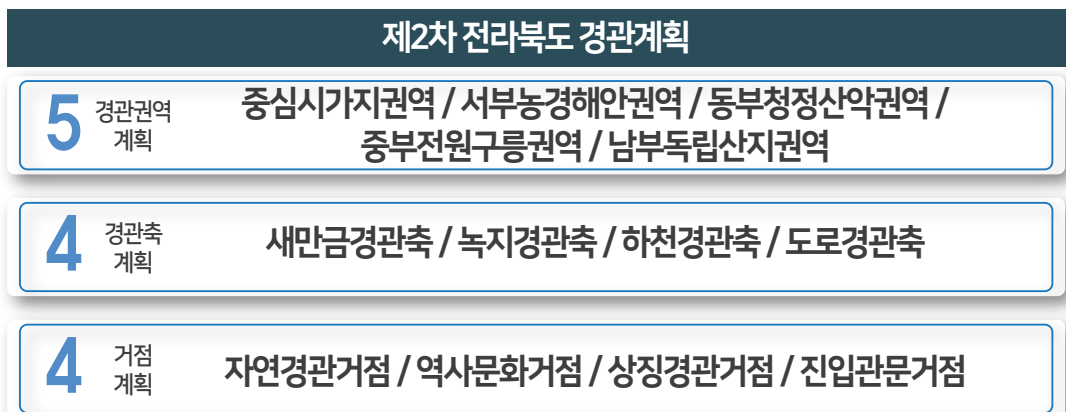 제2차 전라북도 경관계획
5
경관권역
계획
중심시가지권역 / 서부농경해안권역 / 동부청정산악권역 /
중부전원구릉권역 / 남부독립산지권역
4
경관축
계획
새만금경관축 / 녹지경관축 / 하천경관축 / 도로경관축
4
거점
계획
자연경관거점 / 역사문화거점 / 상징경관거점 / 진입관문거점